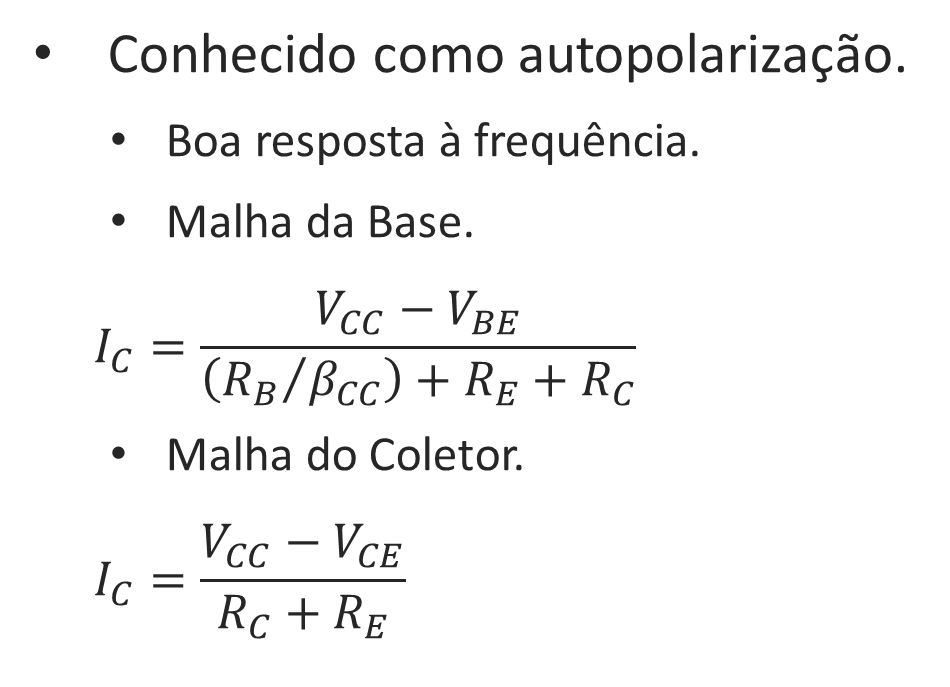 • Conhecido como autopolarização.
• Boa resposta à frequência.
• Malha da Base.
I_C = \frac{V_{CC} - V_{BE}}{(R_B/β_{CC}) + R_E + R_C}
• Malha do Coletor.
I_C = \frac{V_{CC} - V_{CE}}{R_C + R_E}